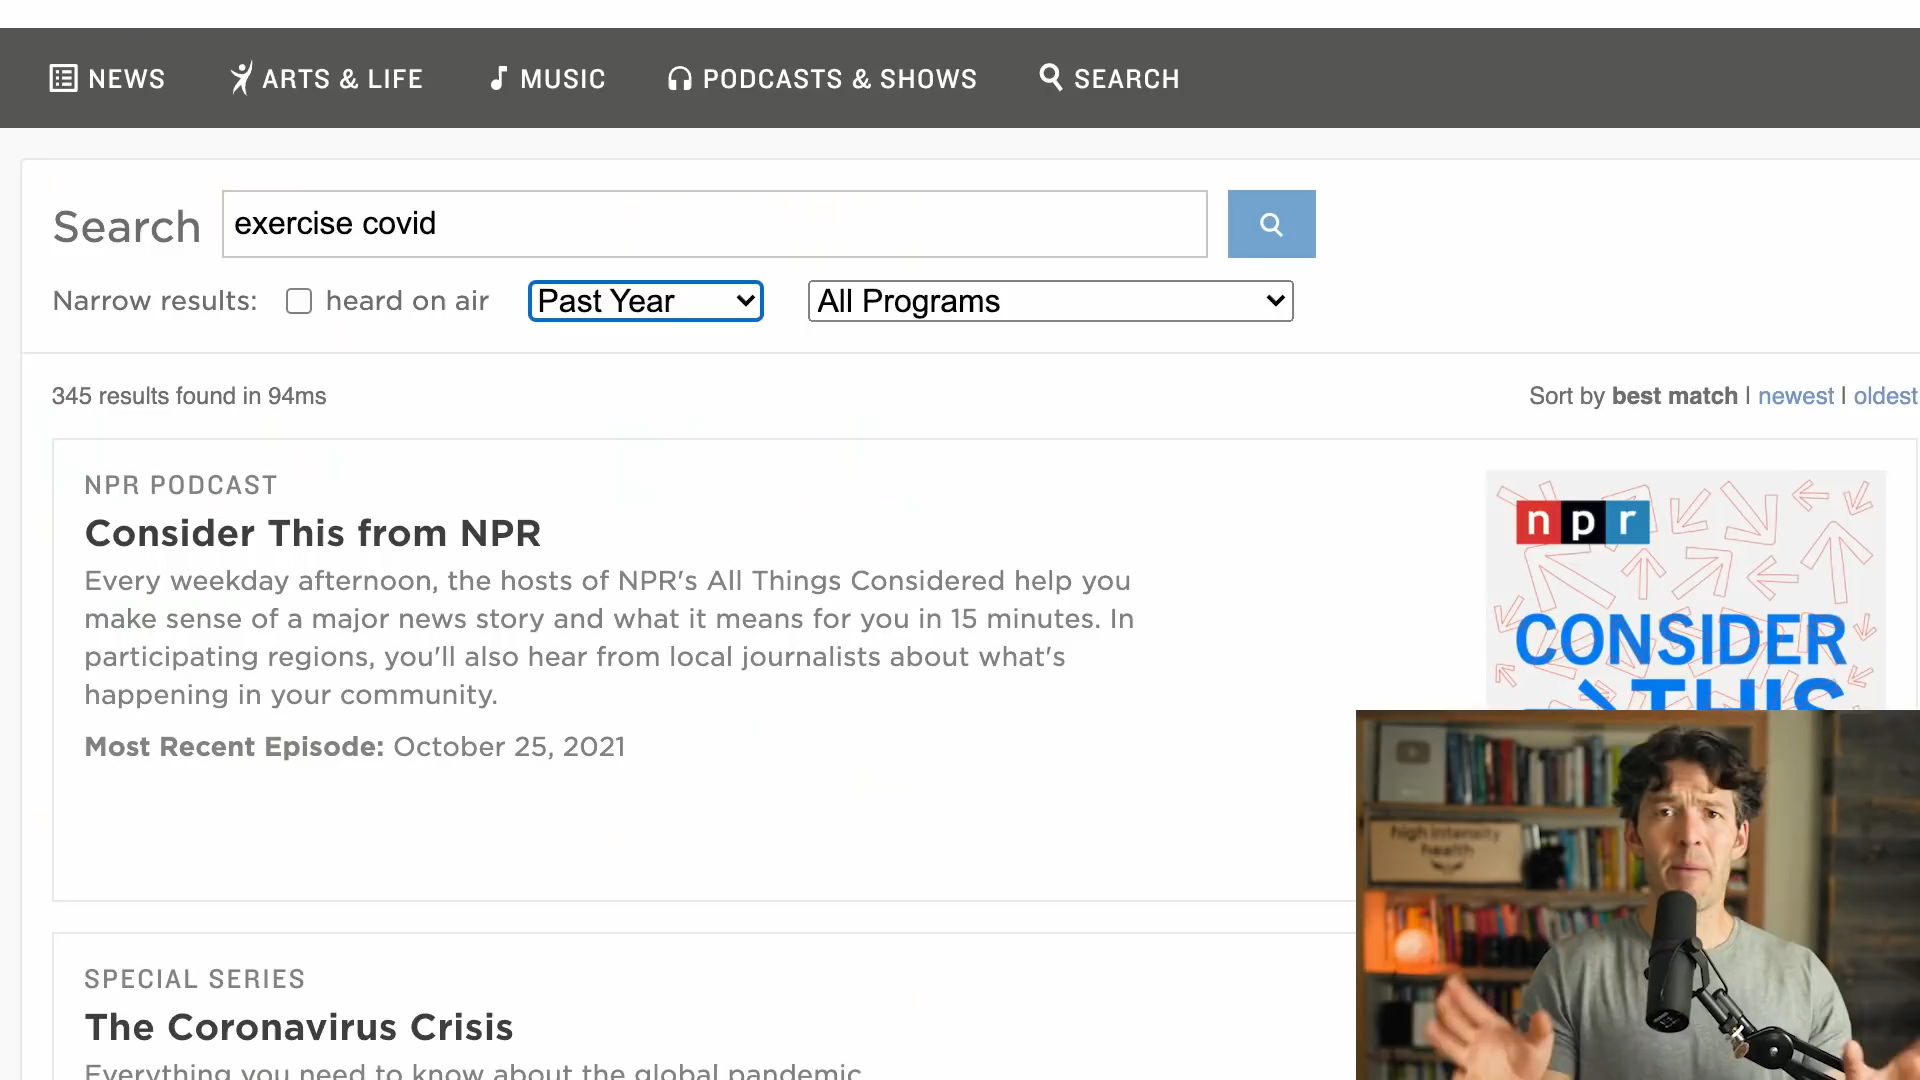 NEWS
ARTS & LIFE
MUSIC
PODCASTS & SHOWS
SEARCH
Search
exercise covid
Narrow results:
heard on air
Past Year
All Programs
345 results found in 94ms
Sort by best match | newest | oldest
NPR PODCAST
Consider This from NPR
Every weekday afternoon, the hosts of NPR's All Things Considered help you
make sense of a major news story and what it means for you in 15 minutes. In
participating regions, you'll also hear from local journalists about what's
happening in your community.
Most Recent Episode: October 25, 2021
npr
CONSIDER
THIS
high intensity
health
SPECIAL SERIES
The Coronavirus Crisis
Everything you need to know about the global pandemic